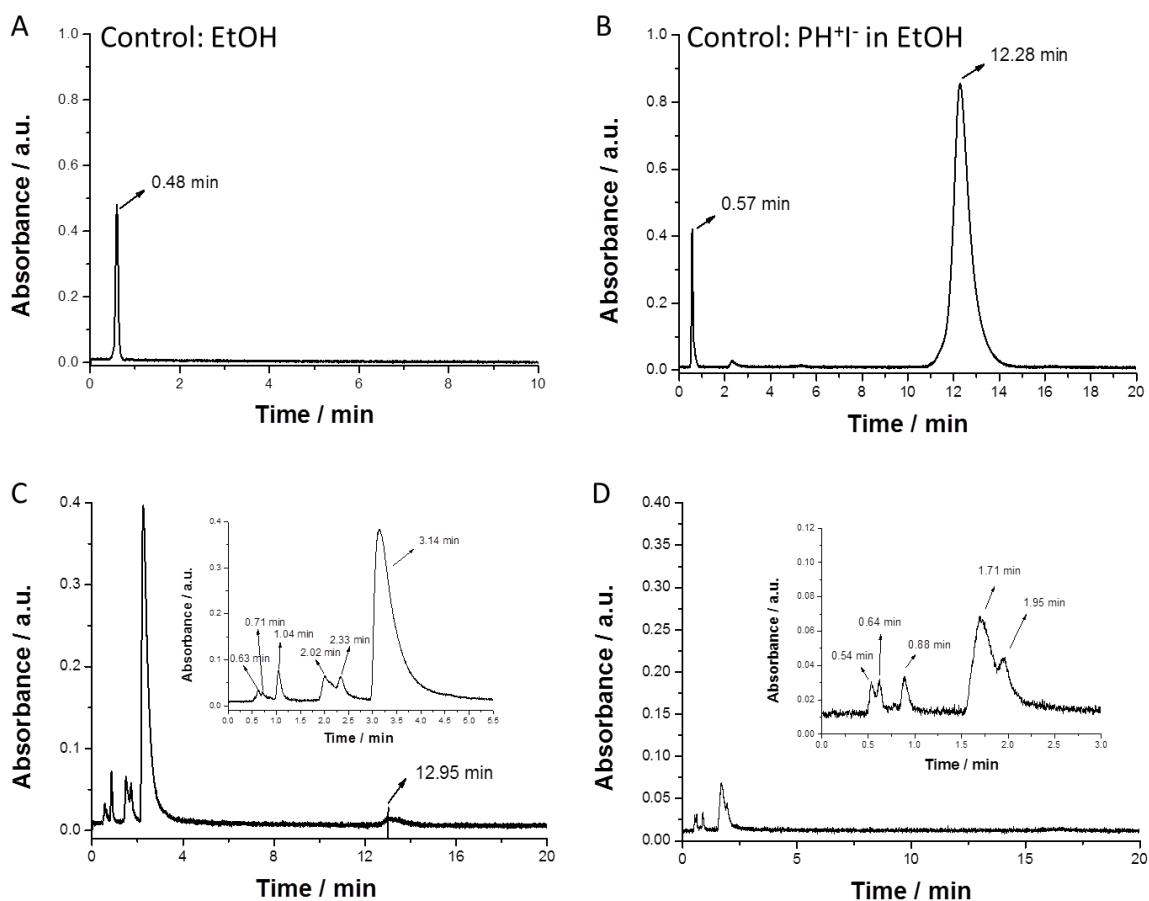 A
Control: EtOH
1.0
0.8
0.6
0.4
0.2
0.0
0.48 min
0
2
4
6
8
10
Absorbance / a.u.
Time / min
B
Control: PH⁺I⁻ in EtOH
1.0
0.8
0.6
0.4
0.2
0.0
12.28 min
0.57 min
0
2
4
6
8
10
12
14
16
18
20
Absorbance / a.u.
Time / min
C
0.4
0.3
0.2
0.1
0.0
0
4
8
12
16
20
Absorbance / a.u.
Time / min
12.95 min
0.4
0.3
0.2
0.1
0.0
0.0
0.5
1.0
1.5
2.0
2.5
3.0
3.5
4.0
4.5
5.0
5.5
Absorbance / a.u.
Time / min
3.14 min
0.71 min
1.04 min
2.33 min
2.02 min
0.63 min
D
0.40
0.35
0.30
0.25
0.20
0.15
0.10
0.05
0.00
0
5
10
15
20
Absorbance / a.u.
Time / min
0.12
0.10
0.08
0.06
0.04
0.02
0.00
0.0
0.5
1.0
1.5
2.0
2.5
3.0
Absorbance / a.u.
Time / min
1.71 min
1.95 min
0.64 min
0.54 min
0.88 min